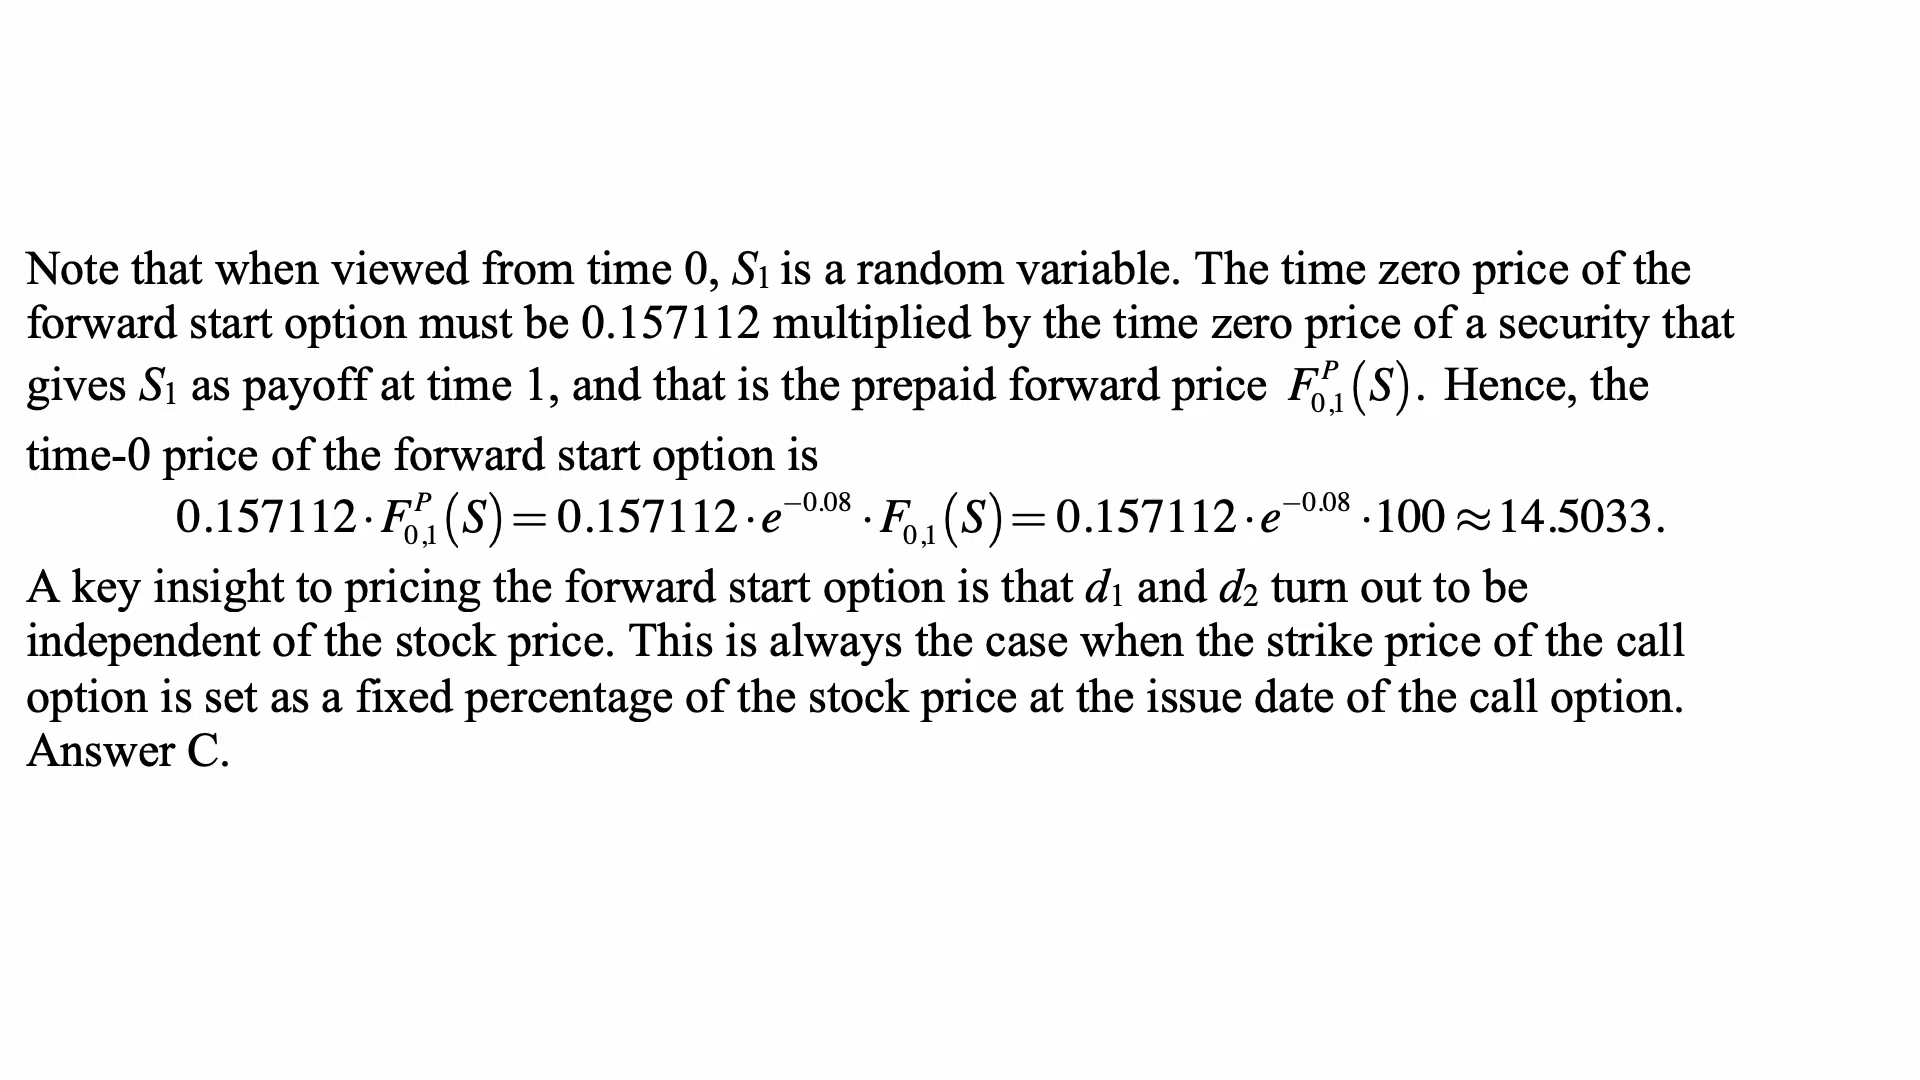 Note that when viewed from time 0, S₁ is a random variable. The time zero price of the
forward start option must be 0.157112 multiplied by the time zero price of a security that
gives S₁ as payoff at time 1, and that is the prepaid forward price F^P_{0,1}(S). Hence, the
time-0 price of the forward start option is
0.157112·F^P_{0,1}(S)=0.157112·e^{−0.08}·F_{0,1}(S)=0.157112·e^{−0.08}·100≈14.5033.
A key insight to pricing the forward start option is that d₁ and d₂ turn out to be
independent of the stock price. This is always the case when the strike price of the call
option is set as a fixed percentage of the stock price at the issue date of the call option.
Answer C.